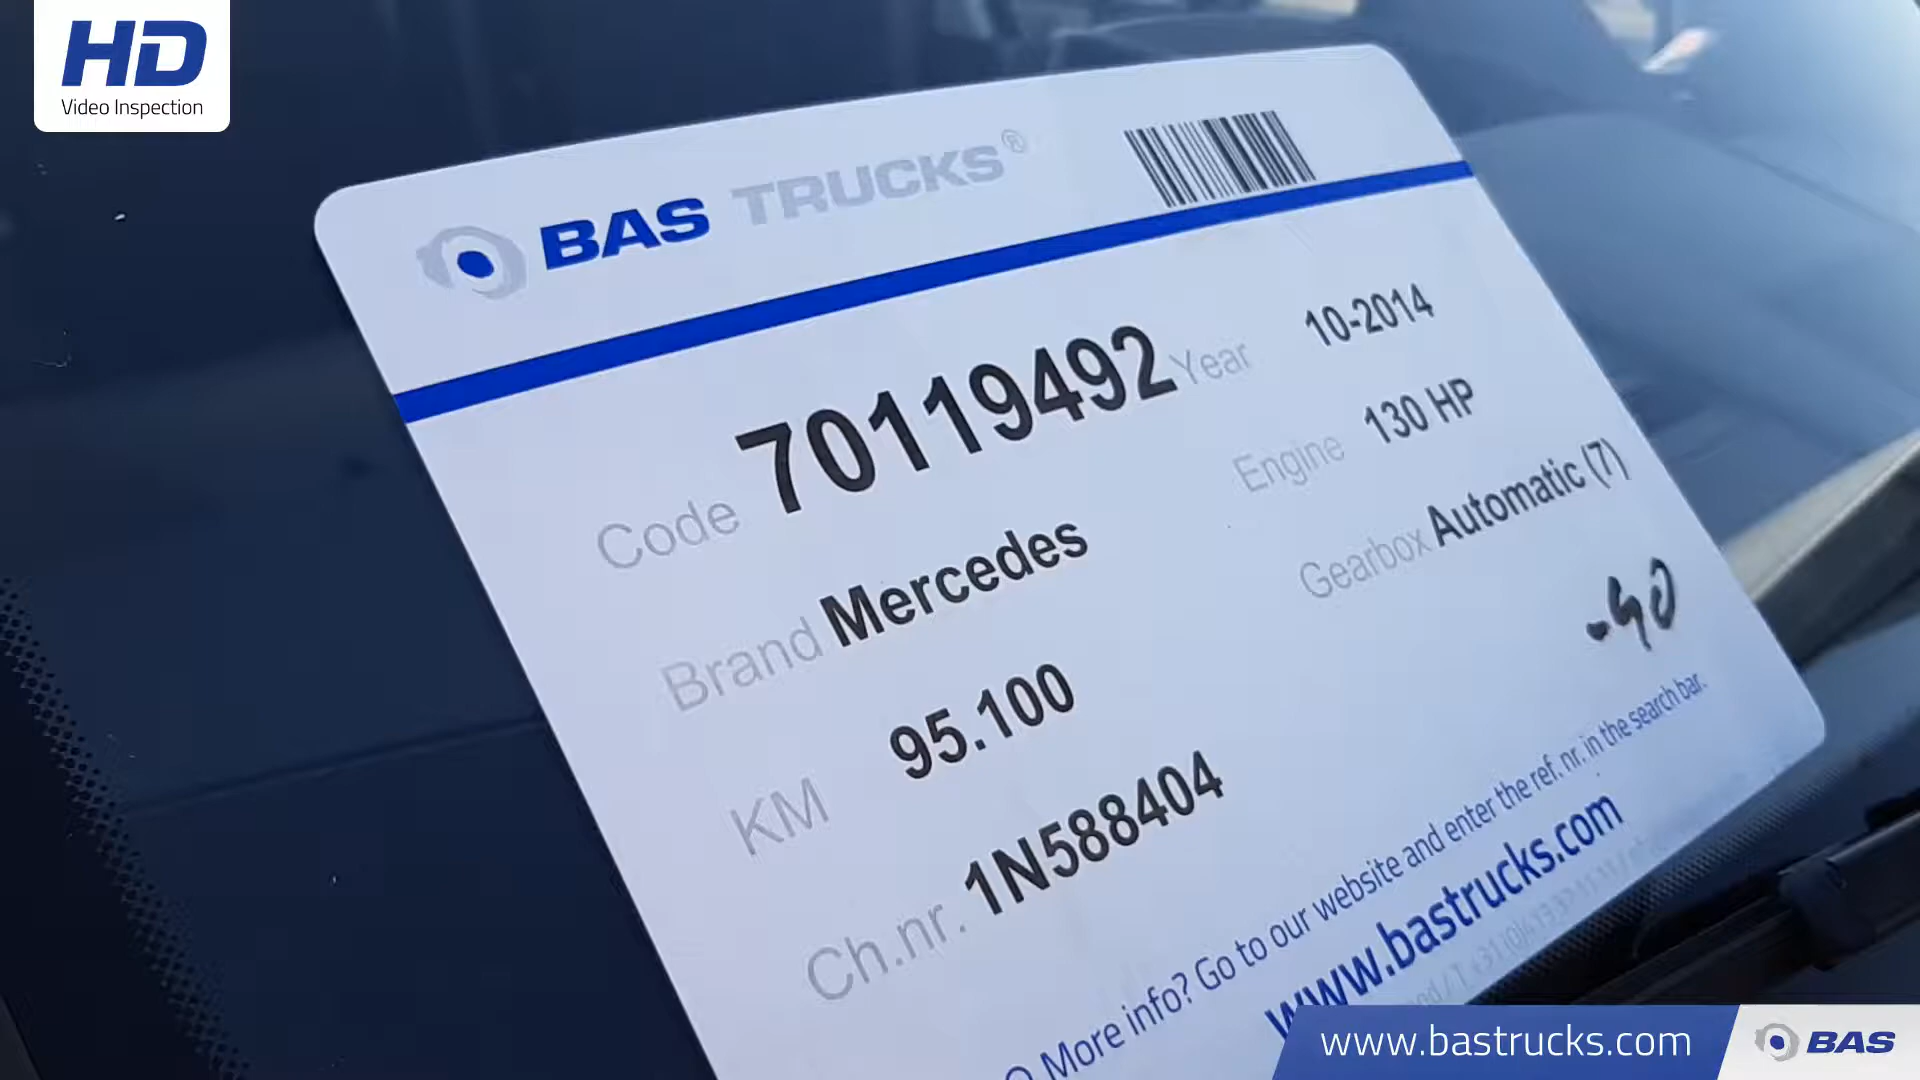 HD
Video Inspection
BAS TRUCKS®
Code 70119492
Year 10-2014
Brand Mercedes
Engine 130 HP
KM 95.100
Gearbox Automatic (7)
-90
Ch.nr. 1N588404
More info? Go to our website and enter the ref. nr. in the search bar.
www.bastrucks.com
www.bastrucks.com
BAS